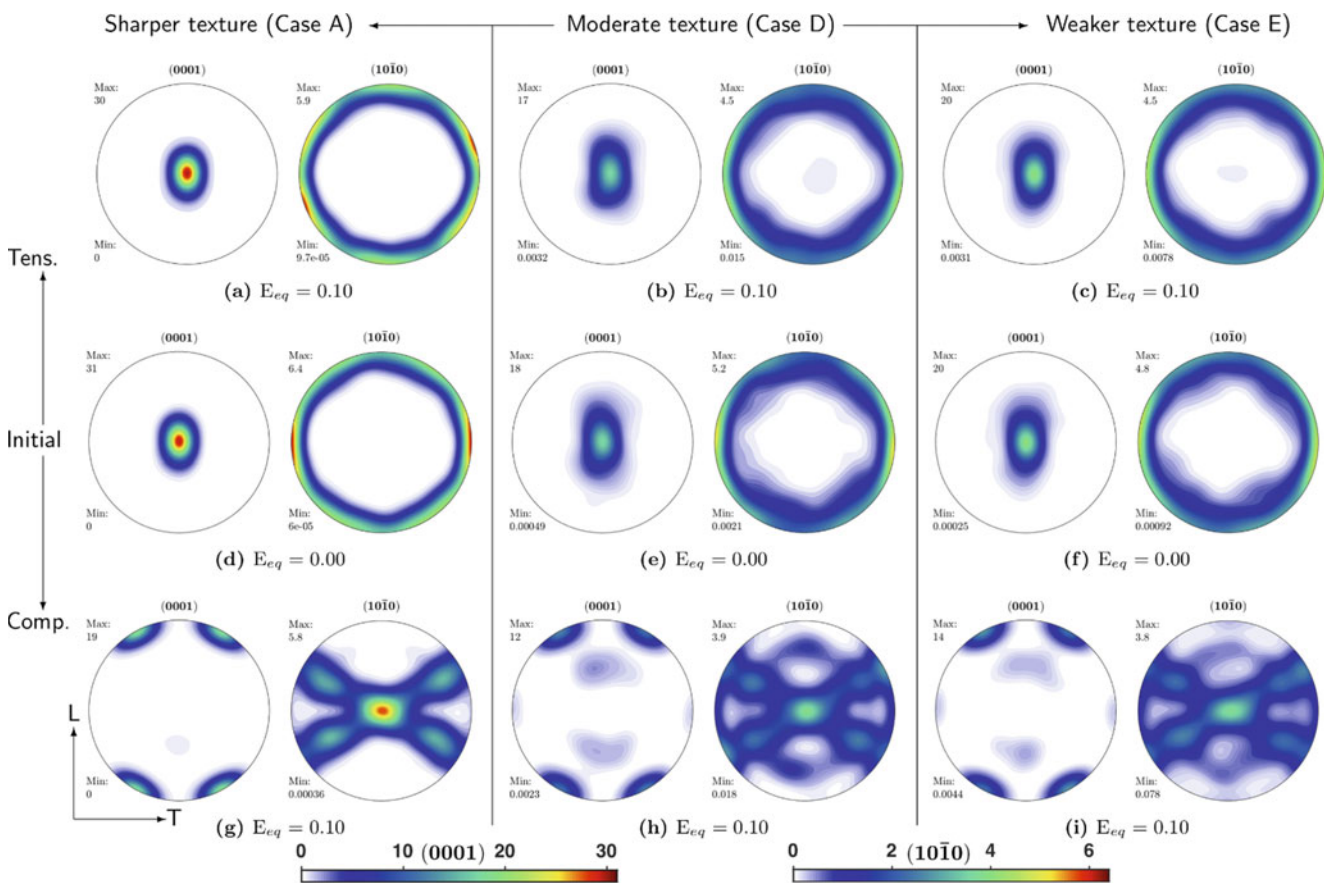 Sharper texture (Case A) Moderate texture (Case D) Weaker texture (Case E)
(0001) (101̄0) (0001) (101̄0) (0001) (101̄0)
Max: Max: Max: Max: Max: Max:
30 5.9 17 4.5 20 4.5
Min: Min: Min: Min: Min: Min:
0 9.7e-05 0.0032 0.015 0.0031 0.0078
Tens.
(a) E_eq = 0.10 (b) E_eq = 0.10 (c) E_eq = 0.10
(0001) (101̄0) (0001) (101̄0) (0001) (101̄0)
Max: Max: Max: Max: Max: Max:
31 6.4 18 5.2 20 4.8
Initial
Min: Min: Min: Min: Min: Min:
0 6e-05 0.00049 0.0021 0.00025 0.00092
(d) E_eq = 0.00 (e) E_eq = 0.00 (f) E_eq = 0.00
(0001) (101̄0) (0001) (101̄0) (0001) (101̄0)
Comp.
Max: Max: Max: Max: Max: Max:
19 5.8 12 3.9 14 3.8
L
Min: Min: Min: Min: Min: Min:
0 0.00036 0.0023 0.018 0.0044 0.078
T
(g) E_eq = 0.10 (h) E_eq = 0.10 (i) E_eq = 0.10
0 10 (0001) 20 30 0 2 (101̄0) 4 6